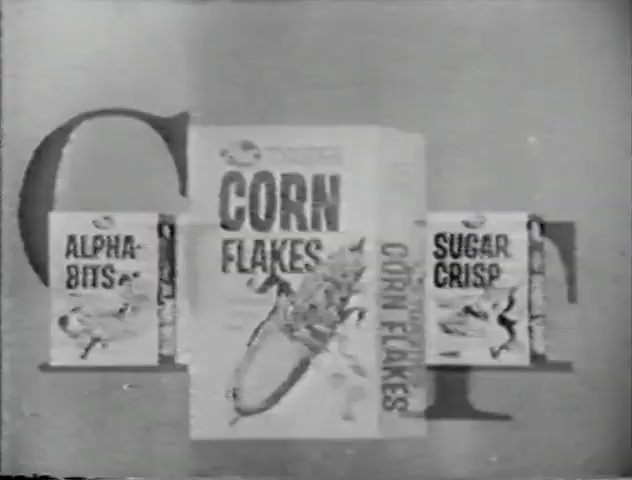 ALPHA-
BITS
CORN
FLAKES
CORN FLAKES
SUGAR
CRISP